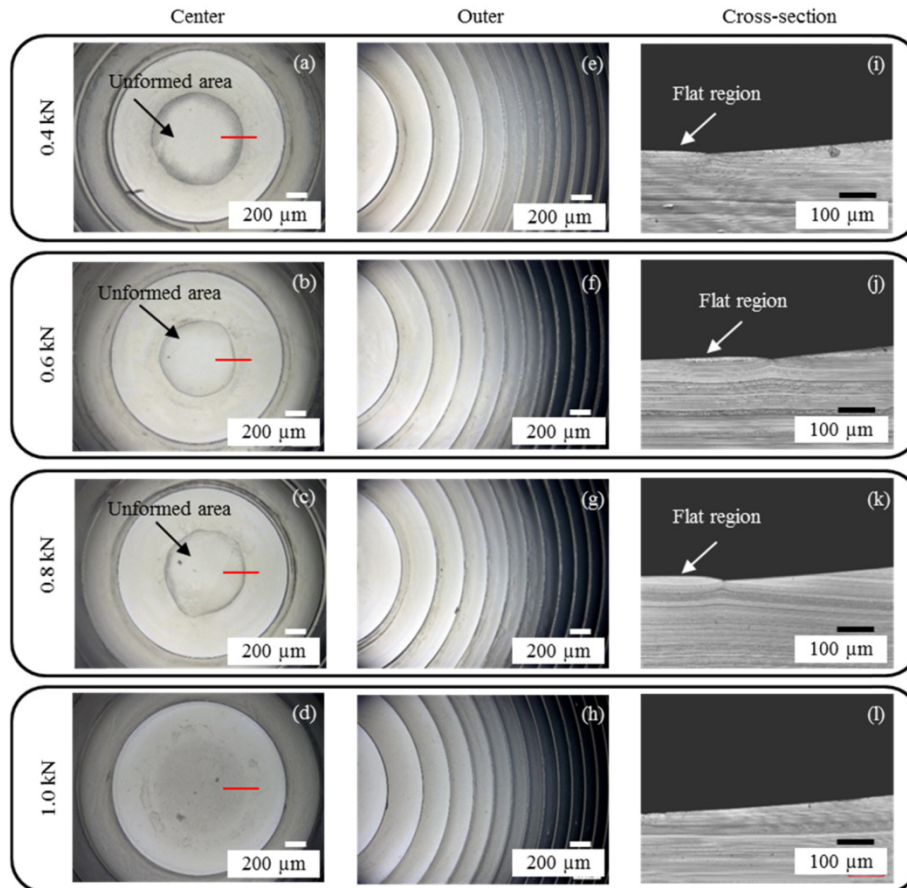 Center Outer Cross-section
0.4 kN
Unformed area
(a)
200 µm
(e)
200 µm
(i)
Flat region
100 µm
0.6 kN
Unformed area
(b)
200 µm
(f)
200 µm
(j)
Flat region
100 µm
0.8 kN
Unformed area
(c)
200 µm
(g)
200 µm
(k)
Flat region
100 µm
1.0 kN
(d)
200 µm
(h)
200 µm
(l)
100 µm